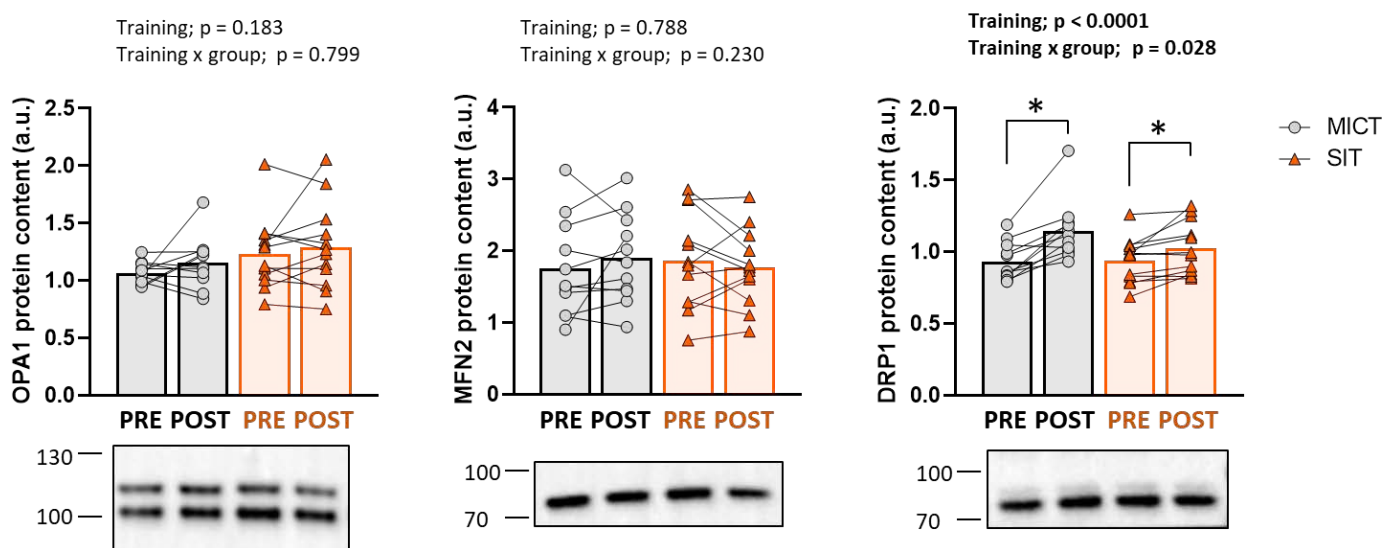 Training; p = 0.183
Training x group; p = 0.799
OPA1 protein content (a.u.)
2.5
2.0
1.5
1.0
0.5
0.0
PRE POST PRE POST
130
100
Training; p = 0.788
Training x group; p = 0.230
MFN2 protein content (a.u.)
4
3
2
1
0
PRE POST PRE POST
100
70
Training; p < 0.0001
Training x group; p = 0.028
DRP1 protein content (a.u.)
2.0
1.5
1.0
0.5
0.0
*
*
PRE POST PRE POST
100
70
MICT
SIT